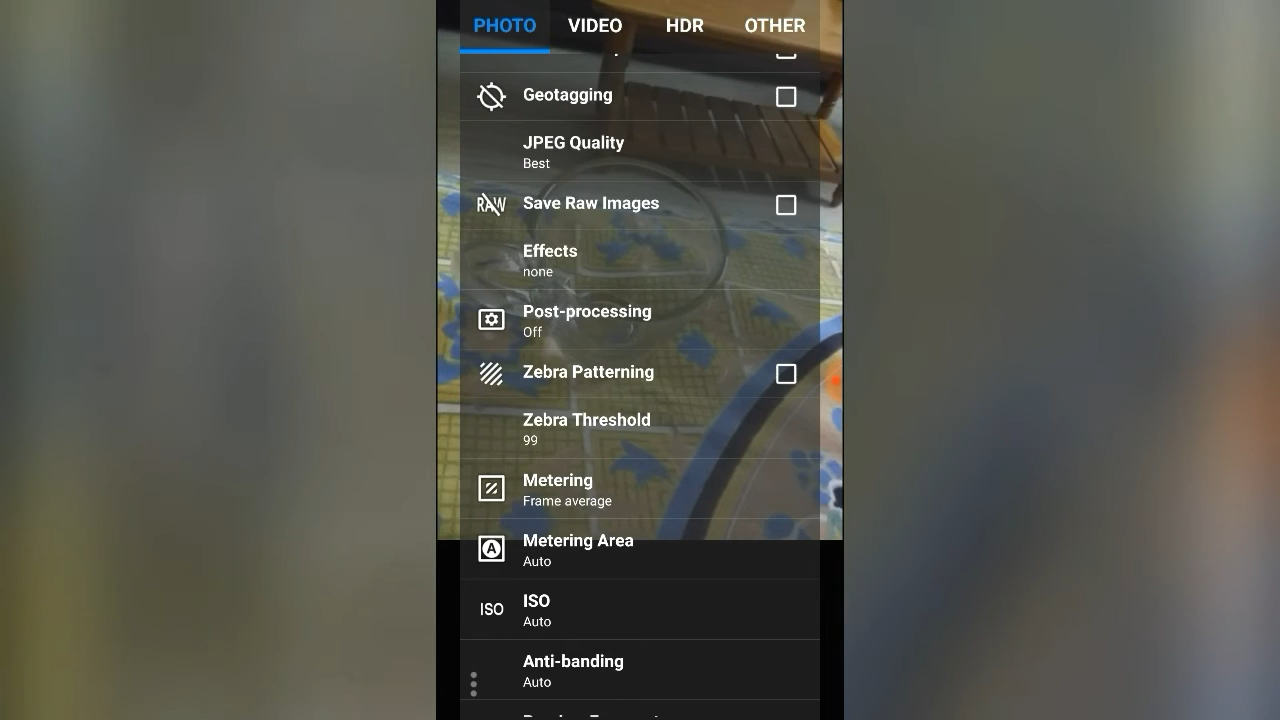 PHOTO VIDEO HDR OTHER
Geotagging
JPEG Quality
Best
RAW Save Raw Images
Effects
none
Post-processing
Off
Zebra Patterning
Zebra Threshold
99
Metering
Frame average
A Metering Area
Auto
ISO ISO
Auto
Anti-banding
Auto